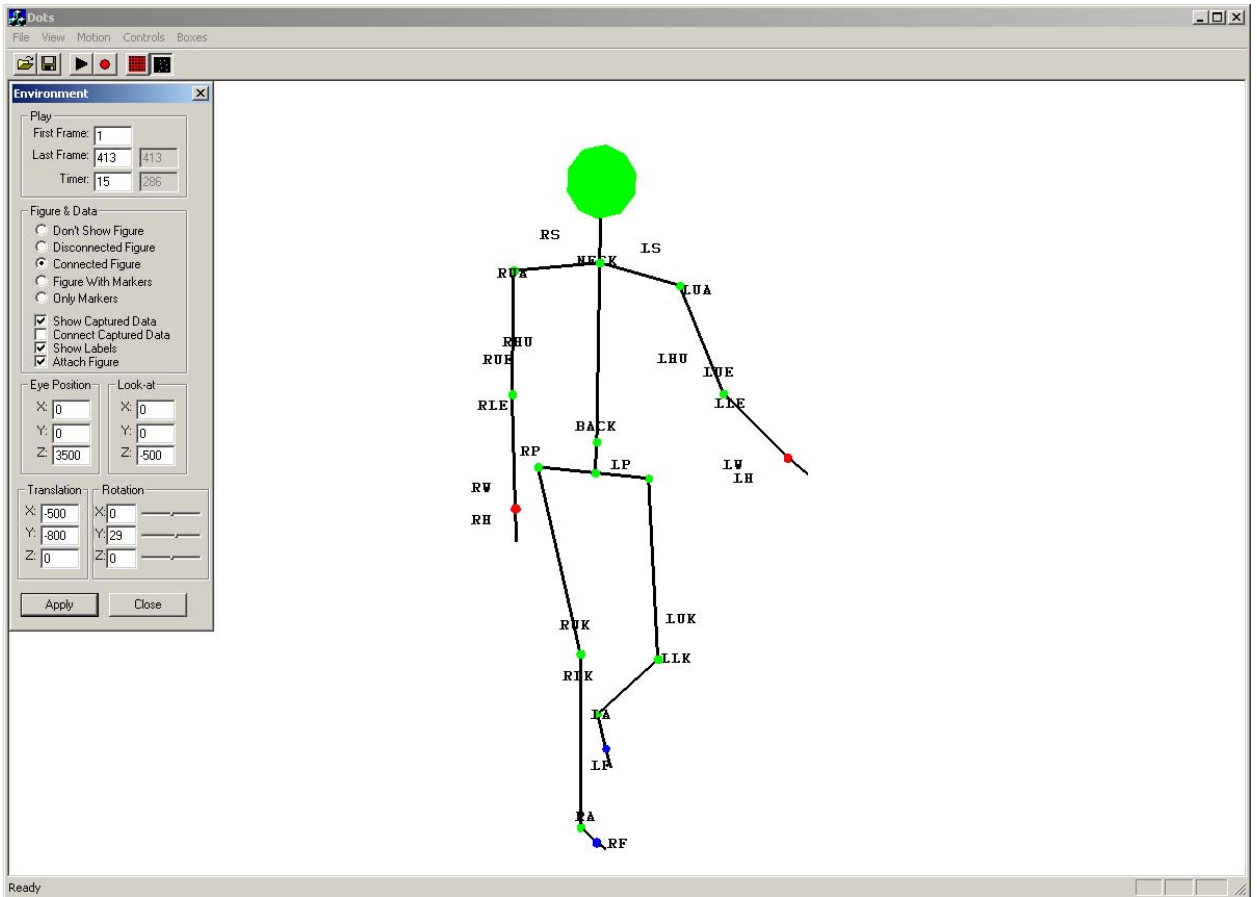 Dots
File View Motion Controls Boxes
Environment
Play
First Frame: 1
Last Frame: 413 413
Timer: 15 286
Figure & Data
Don't Show Figure
Disconnected Figure
Connected Figure
Figure With Markers
Only Markers
Show Captured Data
Connect Captured Data
Show Labels
Attach Figure
Eye Position Look-at
X: 0 X: 0
Y: 0 Y: 0
Z: 3500 Z: -500
Translation Rotation
X: -500 X: 0
Y: -800 Y: 29
Z: 0 Z: 0
Apply Close
RS
LS
NECK
RUA
LUA
RHU
RUE
LHU
LUE
RLE
LLE
BACK
RP
LP
LW
LH
RW
RH
RUK
LUK
LLK
RLK
LA
LF
RA
RF
Ready